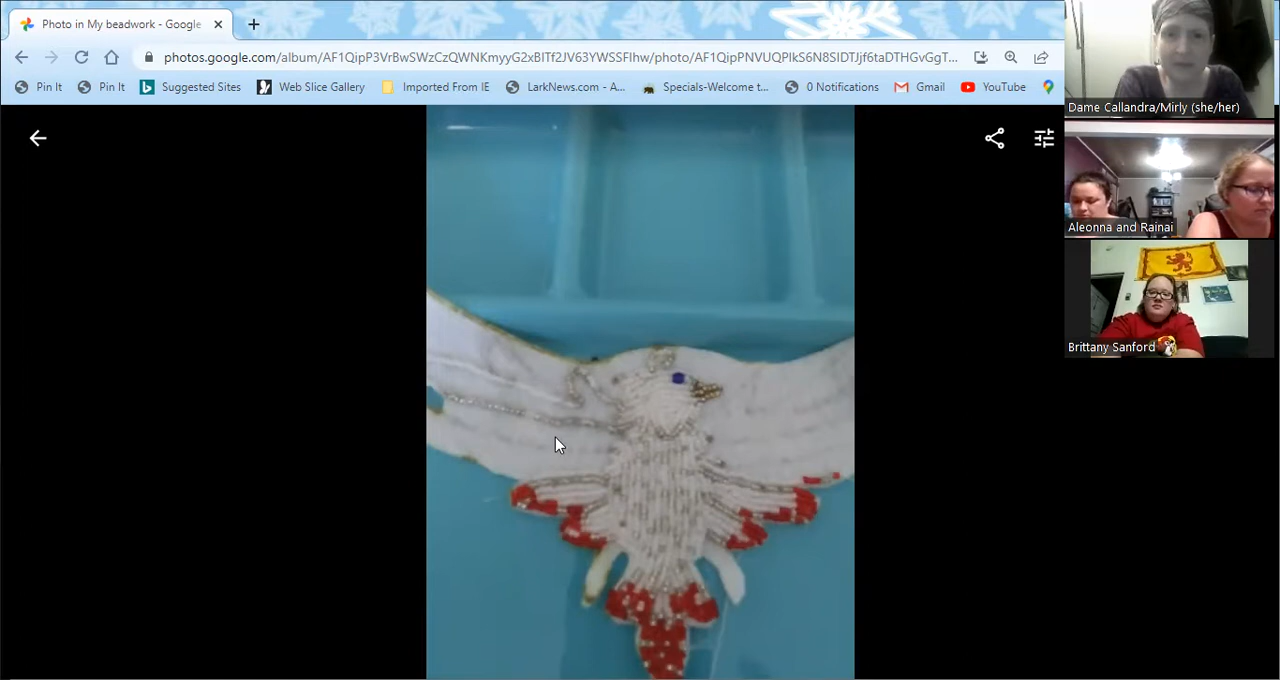 Photo in My beadwork - Google
photos.google.com/album/AF1QipP3VrBwSWzCzQWNKmyyG2xBlTf2JV63YWSSFlhw/photo/AF1QipPNVUQPlkS6N8SlDTJjf6taDTHGvGgT...
Pin It
Pin It
Suggested Sites
Web Slice Gallery
Imported From IE
LarkNews.com - A...
Specials-Welcome t...
0 Notifications
Gmail
YouTube
Dame Callandra/Mirly (she/her)
Aleonna and Rainai
Brittany Sanford